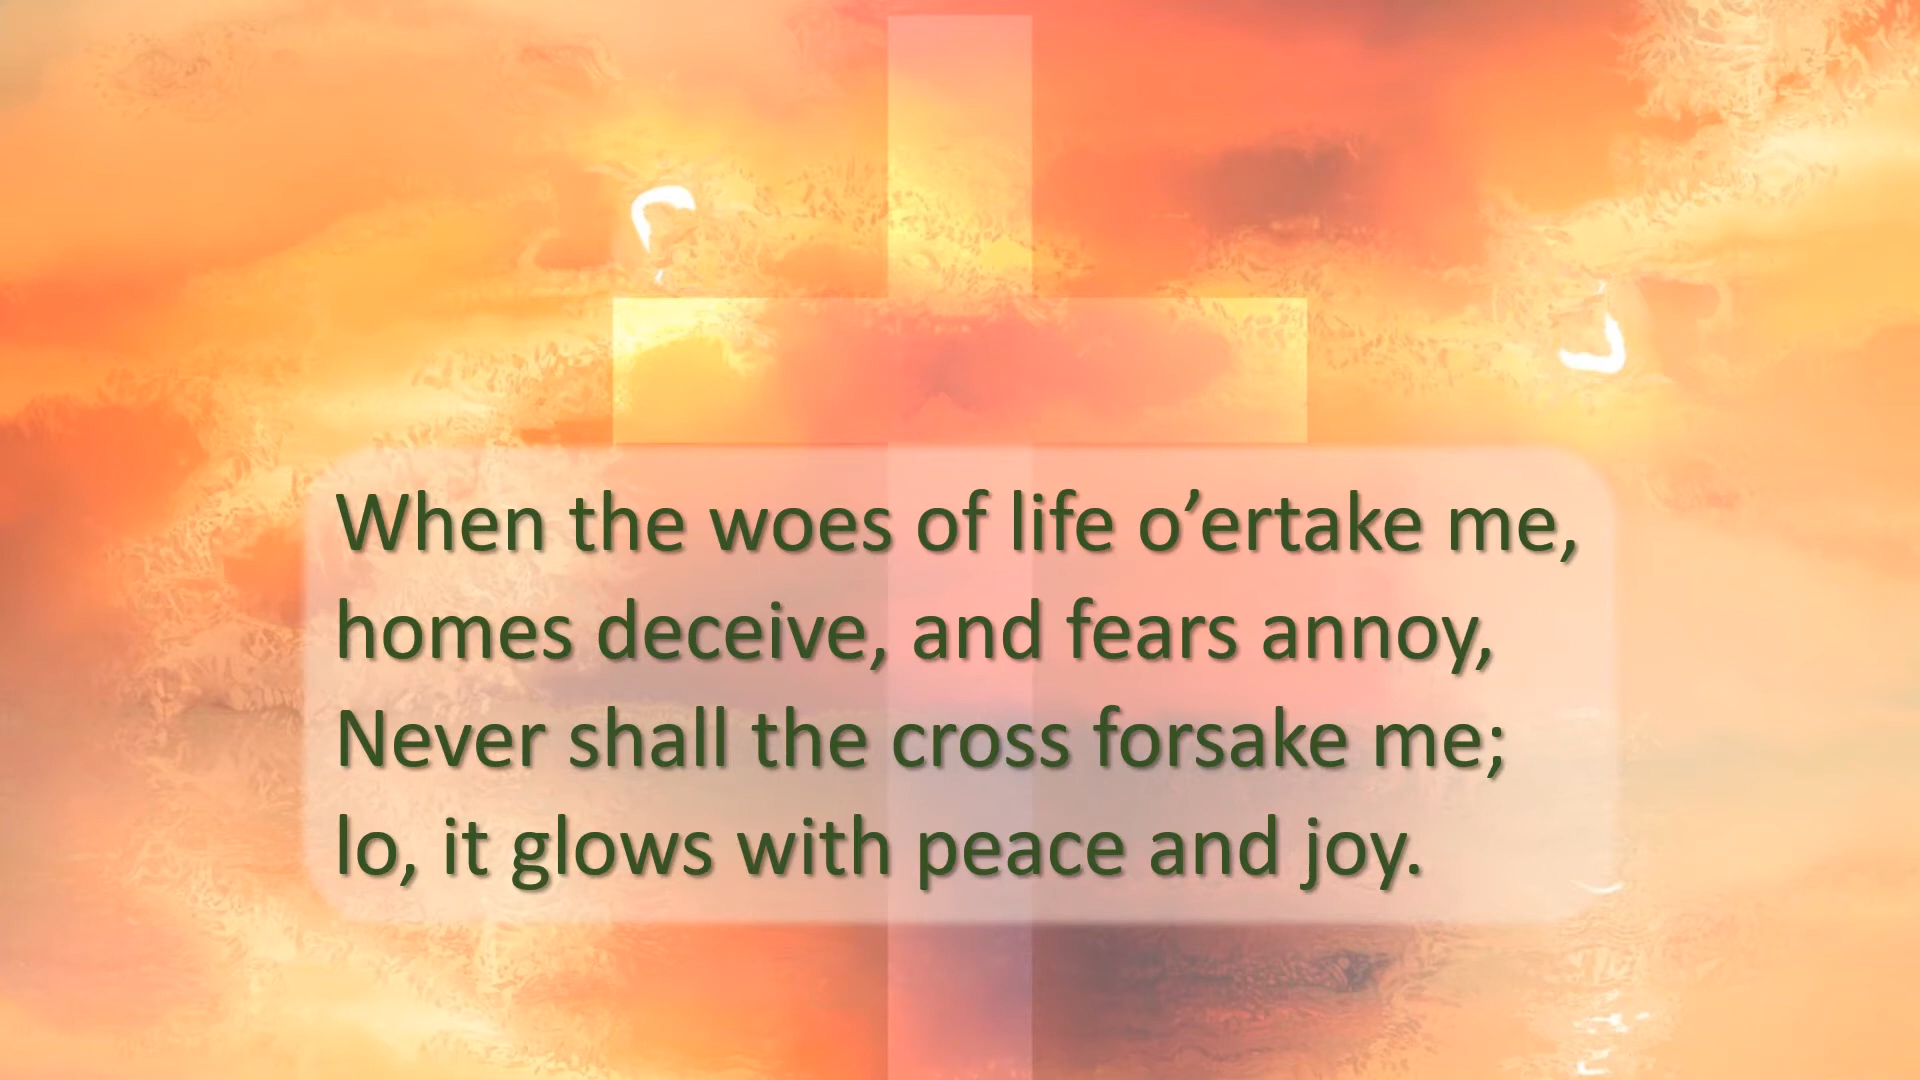 When the woes of life o’ertake me,
homes deceive, and fears annoy,
Never shall the cross forsake me;
lo, it glows with peace and joy.